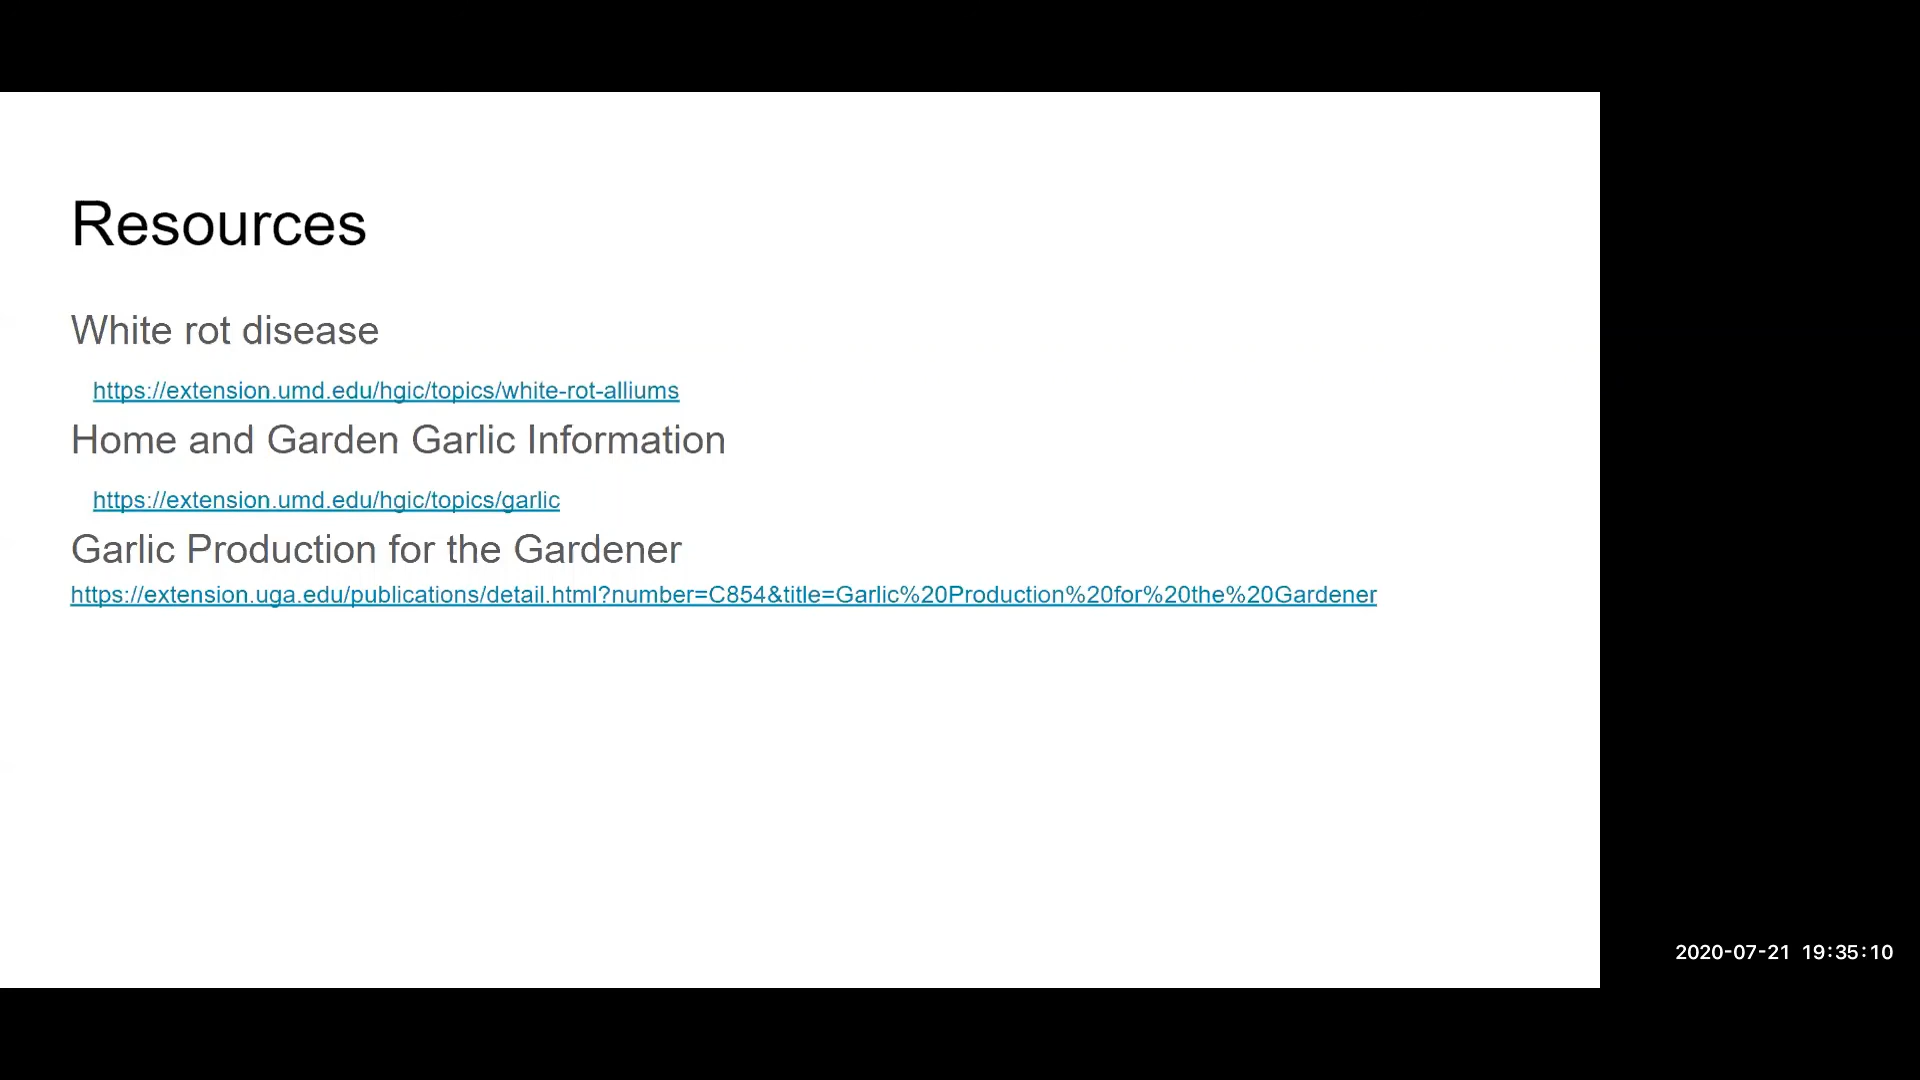 Resources
White rot disease
https://extension.umd.edu/hgic/topics/white-rot-alliums
Home and Garden Garlic Information
https://extension.umd.edu/hgic/topics/garlic
Garlic Production for the Gardener
https://extension.uga.edu/publications/detail.html?number=C854&title=Garlic%20Production%20for%20the%20Gardener
2020-07-21 19:35:10